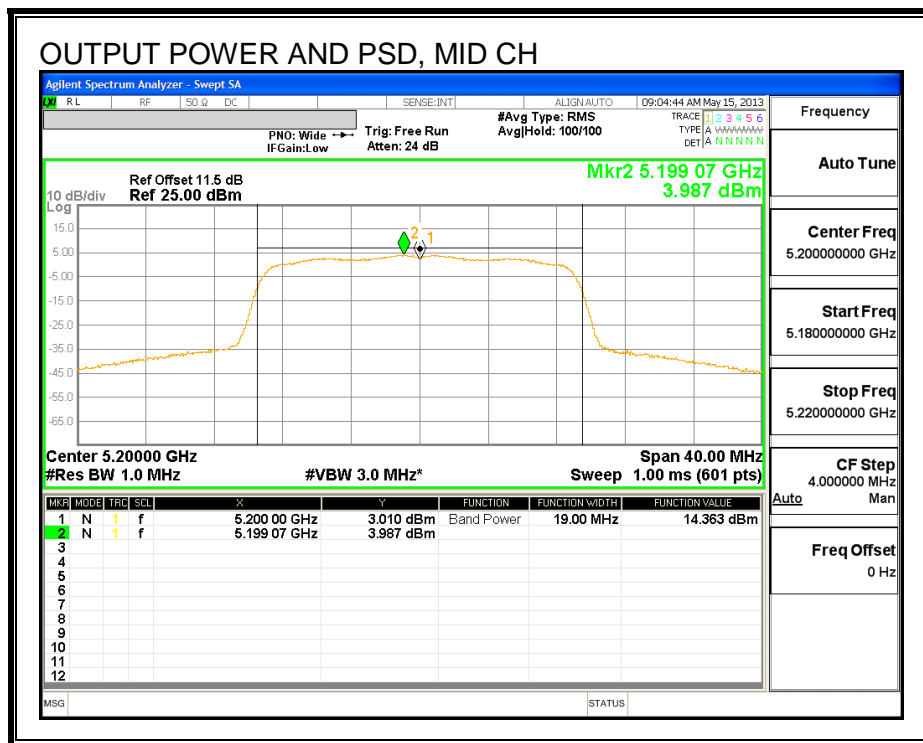 OUTPUT POWER AND PSD, MID CH
Agilent Spectrum Analyzer - Swept SA
LXI RL RF 50 Ω DC SENSE:INT ALIGN AUTO 09:04:44 AM May 15, 2013
PNO: Wide Trig: Free Run #Avg Type: RMS TRACE 1 2 3 4 5 6
IFGain:Low Atten: 24 dB Avg|Hold: 100/100 TYPE A WWWWW
DET A N N N N N
Frequency
Auto Tune
Center Freq
5.200000000 GHz
Start Freq
5.180000000 GHz
Stop Freq
5.220000000 GHz
CF Step
4.000000 MHz
Auto Man
Freq Offset
0 Hz
Mkr2 5.199 07 GHz
3.987 dBm
Ref Offset 11.5 dB
10 dB/div Ref 25.00 dBm
Log
15.0
5.00
-5.00
-15.0
-25.0
-35.0
-45.0
-55.0
-65.0
2 1
Center 5.20000 GHz Span 40.00 MHz
#Res BW 1.0 MHz #VBW 3.0 MHz* Sweep 1.00 ms (601 pts)
MKR MODE TRC SCL X Y FUNCTION FUNCTION WIDTH FUNCTION VALUE
1 N 1 f 5.200 00 GHz 3.010 dBm Band Power 19.00 MHz 14.363 dBm
2 N 1 f 5.199 07 GHz 3.987 dBm
3
4
5
6
7
8
9
10
11
12
MSG STATUS